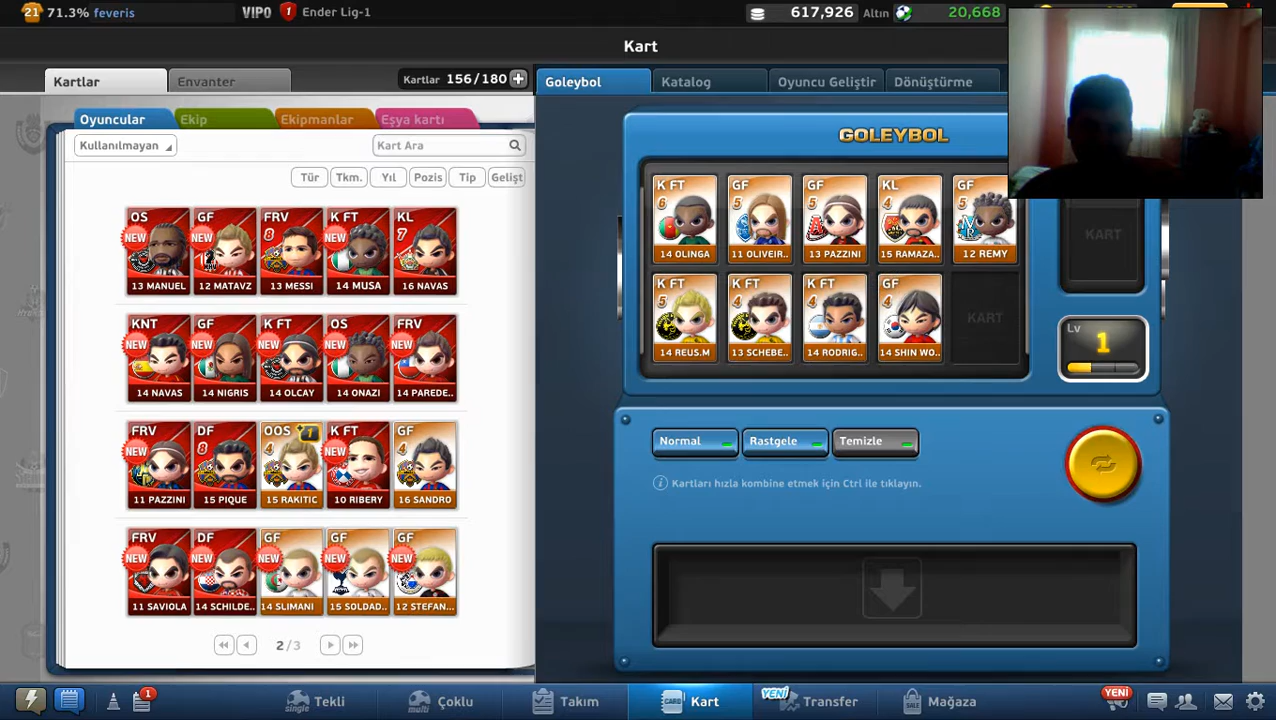 21 71.3% feveris VIPO 1 Ender Lig-1 617,926 Altın 20,668
Kart
Kartlar Envanter Kartlar 156/180 +
Goleybol Katalog Oyuncu Geliştir Dönüştürme
Oyuncular Ekip Ekipmanlar Eşya kartı
Kullanılmayan Kart Ara
Tür Tkm. Yıl Pozis Tip Gelişt
OS NEW 13 MANUEL
GF NEW 12 MATAVZ
FRV 8 13 MESSI
K FT NEW 14 MUSA
KL 7 16 NAVAS
KNT NEW 14 NAVAS
GF NEW 14 NIGRIS
K FT NEW 14 OLCAY
OS NEW 14 ONAZI
FRV NEW 14 PAREDE..
FRV NEW 11 PAZZINI
DF 8 15 PIQUE
OOS 4 1 15 RAKITIC
K FT NEW 10 RIBERY
GF 4 16 SANDRO
FRV NEW 11 SAVIOLA
DF NEW 14 SCHILDE..
GF NEW 14 SLIMANI
GF NEW 15 SOLDAD..
GF NEW 12 STEFAN...
2 / 3
GOLEYBOL
K FT 6 14 OLINGA
GF 5 11 OLIVEIR..
GF 5 13 PAZZINI
KL 4 15 RAMAZA..
GF 5 12 REMY
K FT 5 14 REUS.M
K FT 4 13 SCHEBE..
K FT 4 14 RODRIG..
GF 4 14 SHIN WO..
KART
KART
Lv 1
Normal Rastgele Temizle
Kartları hızla kombine etmek için Ctrl ile tıklayın.
1 single Tekli multi Çoklu Takım CARD Kart YENİ Transfer SALE Mağaza YENİ